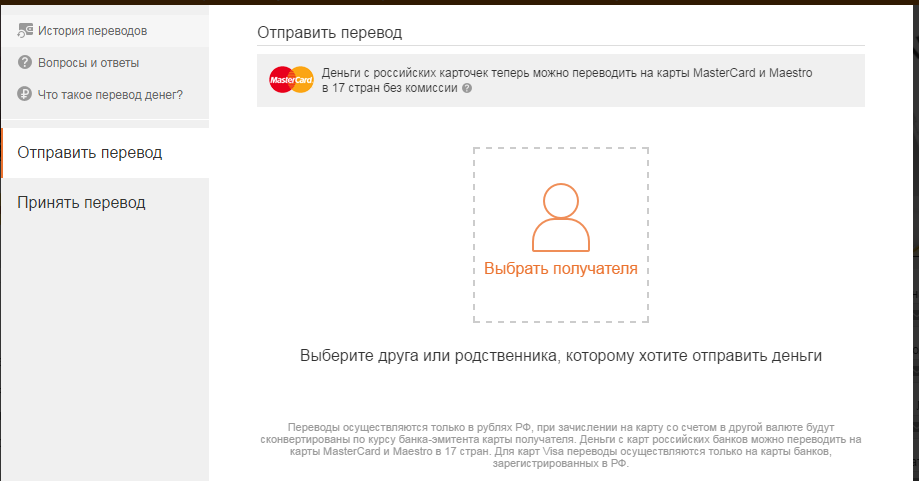 История переводов
Вопросы и ответы
Что такое перевод денег?
Отправить перевод
Принять перевод
Отправить перевод
MasterCard
Деньги с российских карточек теперь можно переводить на карты MasterCard и Maestro
в 17 стран без комиссии ?
Выбрать получателя
Выберите друга или родственника, которому хотите отправить деньги
Переводы осуществляются только в рублях РФ, при зачислении на карту со счетом в другой валюте будут
сконвертированы по курсу банка-эмитента карты получателя. Деньги с карт российских банков можно переводить на
карты MasterCard и Maestro в 17 стран. Для карт Visa переводы осуществляются только на карты банков,
зарегистрированных в РФ.